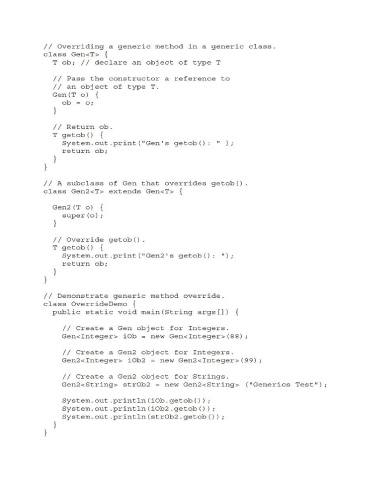 // Overriding a generic method in a generic class.
class Gen<T> {
T ob; // declare an object of type T
// Pass the constructor a reference to
// an object of type T.
Gen(T o) {
ob = o;
}
// Return ob.
T getob() {
System.out.print("Gen's getob(): " );
return ob;
}
}
// A subclass of Gen that overrides getob().
class Gen2<T> extends Gen<T> {
Gen2(T o) {
super(o);
}
// Override getob().
T getob() {
System.out.print("Gen2's getob(): ");
return ob;
}
}
// Demonstrate generic method override.
class OverrideDemo {
public static void main(String args[]) {
// Create a Gen object for Integers.
Gen<Integer> iOb = new Gen<Integer>(88);
// Create a Gen2 object for Integers.
Gen2<Integer> iOb2 = new Gen2<Integer>(99);
// Create a Gen2 object for Strings.
Gen2<String> strOb2 = new Gen2<String> ("Generics Test");
System.out.println(iOb.getob());
System.out.println(iOb2.getob());
System.out.println(strOb2.getob());
}
}